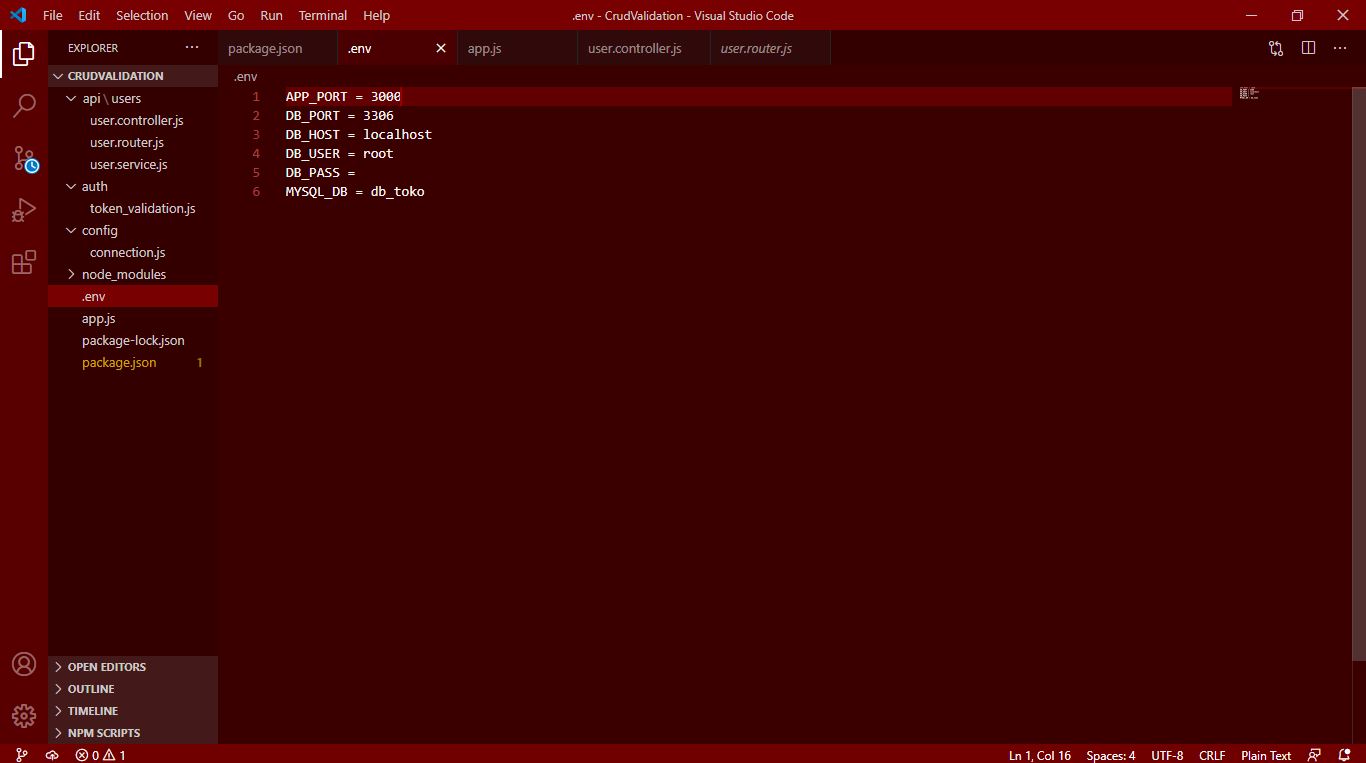 File Edit Selection View Go Run Terminal Help .env - CrudValidation - Visual Studio Code
EXPLORER ...
package.json .env app.js user.controller.js user.router.js
CRUDVALIDATION
.env
api \ users
user.controller.js
user.router.js
user.service.js
auth
token_validation.js
config
connection.js
node_modules
.env
app.js
package-lock.json
package.json 1
1 APP_PORT = 3000
2 DB_PORT = 3306
3 DB_HOST = localhost
4 DB_USER = root
5 DB_PASS =
6 MYSQL_DB = db_toko
OPEN EDITORS
OUTLINE
TIMELINE
NPM SCRIPTS
0 1 Ln 1, Col 16 Spaces: 4 UTF-8 CRLF Plain Text